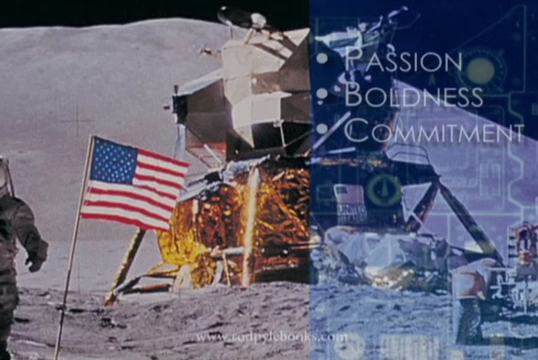 • PASSION
• BOLDNESS
• COMMITMENT
www.rodpylebooks.com